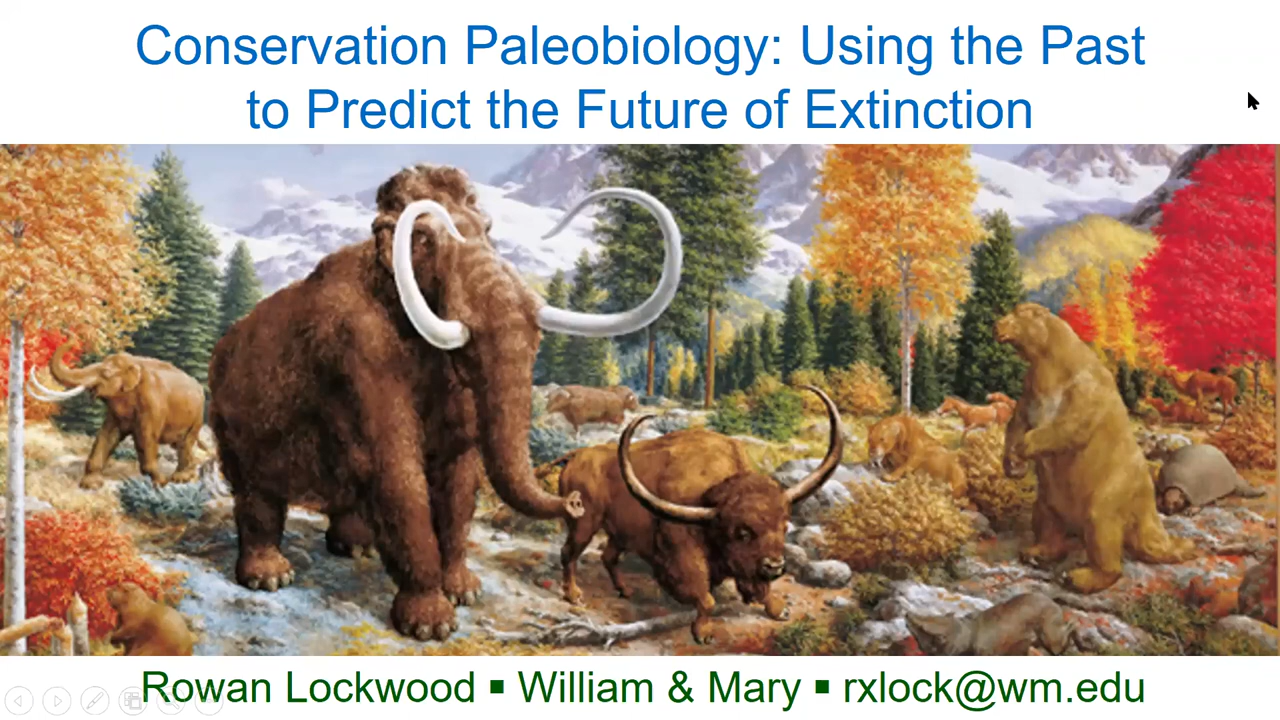 Conservation Paleobiology: Using the Past
to Predict the Future of Extinction
Rowan Lockwood ▪ William & Mary ▪ rxlock@wm.edu